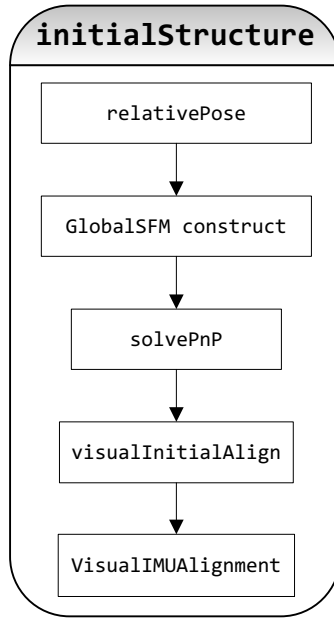 initialStructure
relativePose
GlobalSFM construct
solvePnP
visualInitialAlign
VisualIMUAlignment